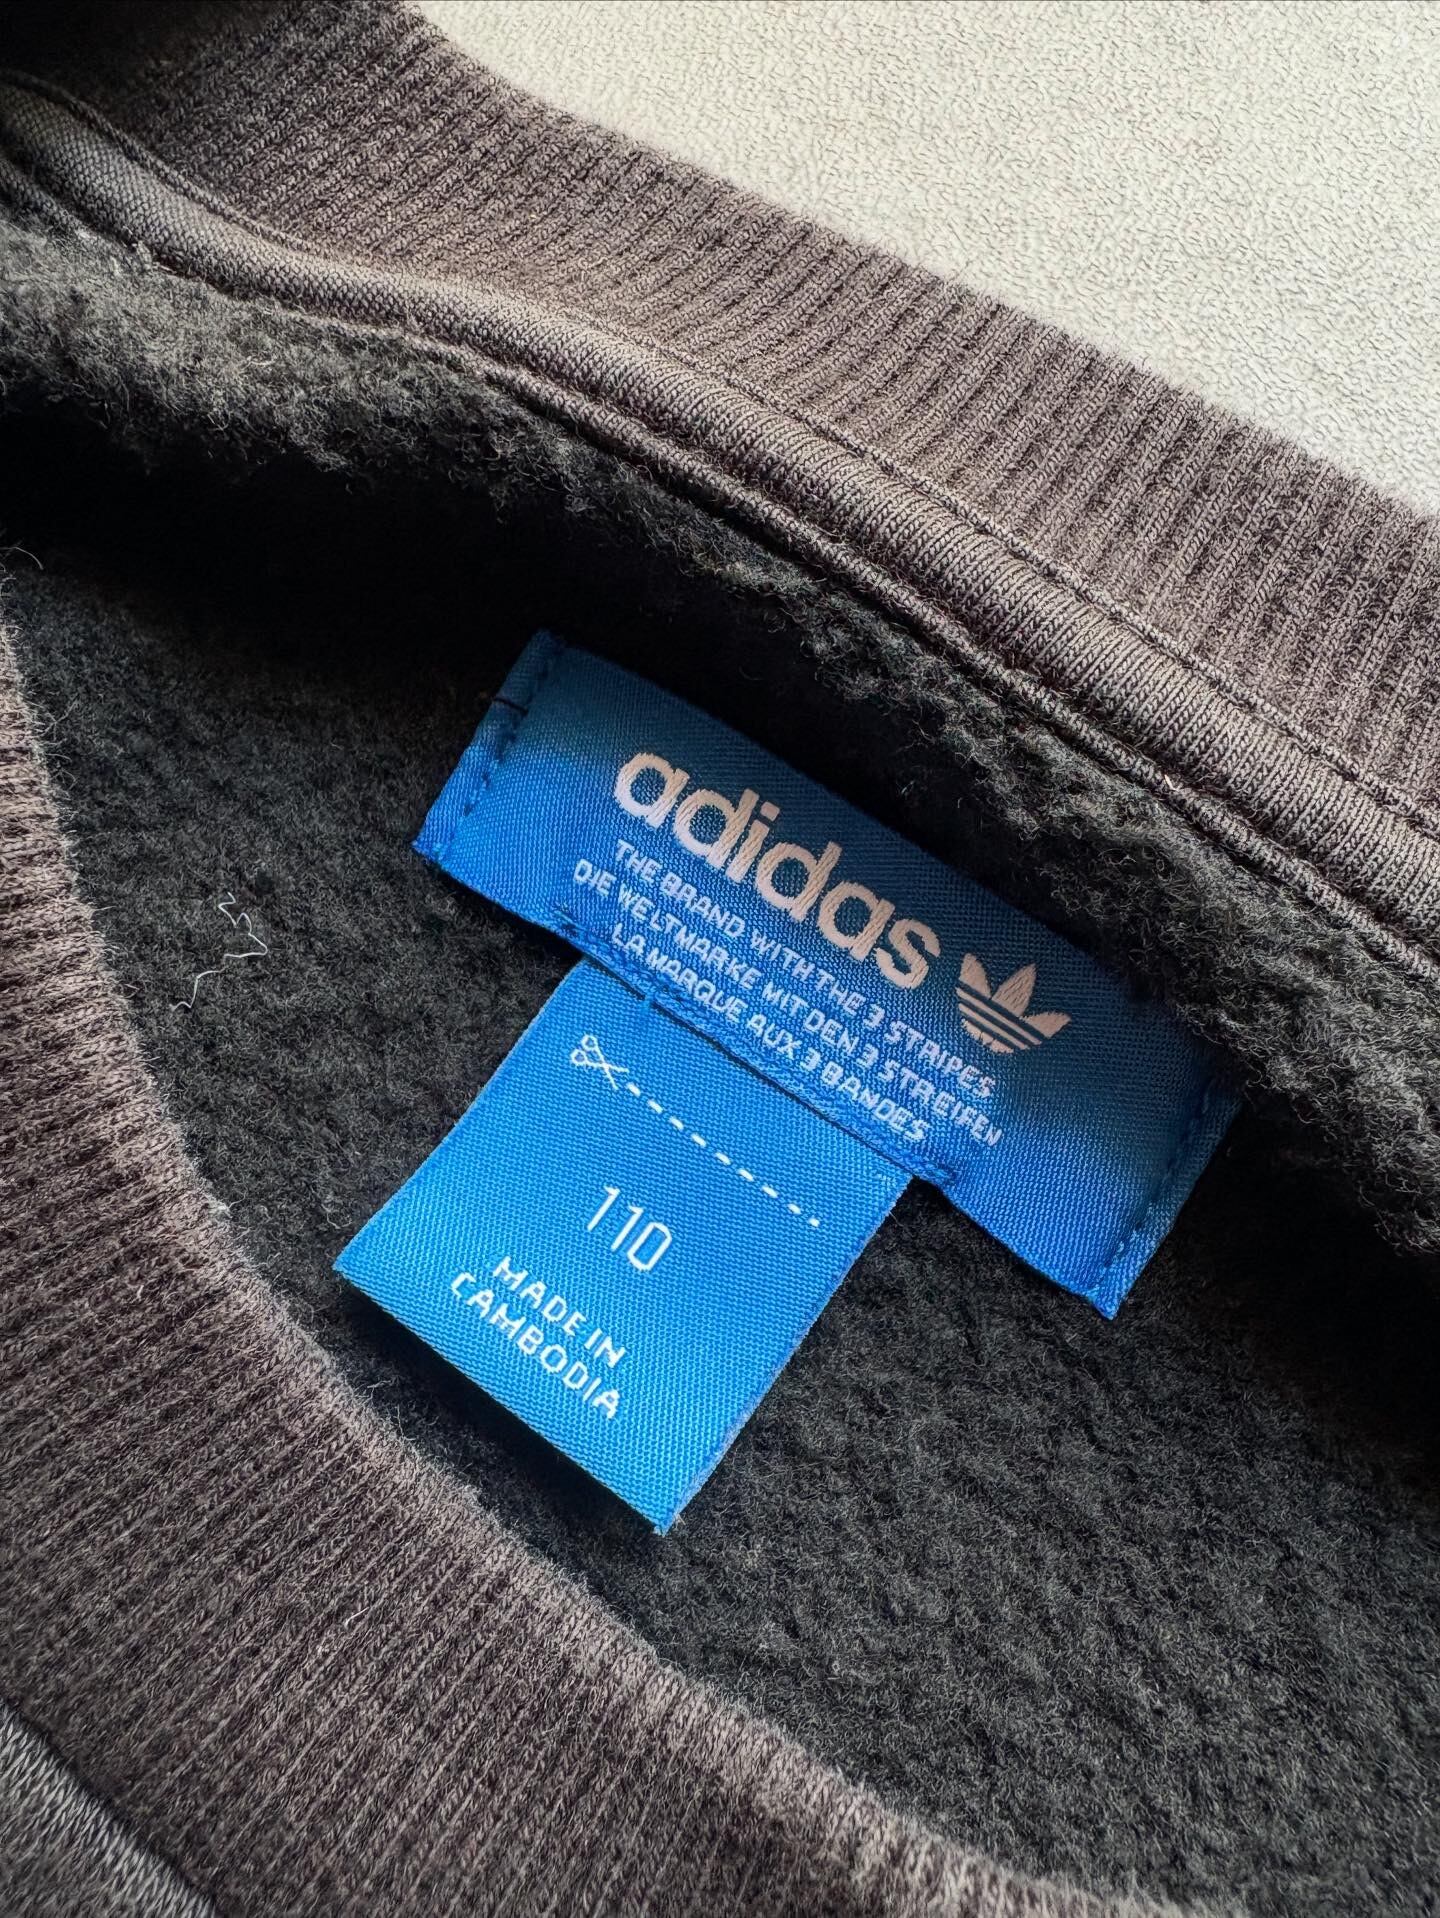 adidas
THE BRAND WITH THE 3 STRIPES
DIE WELTMARKE MIT DEN 3 STREIFEN
LA MARQUE AUX 3 BANDES
110
MADE IN
CAMBODIA